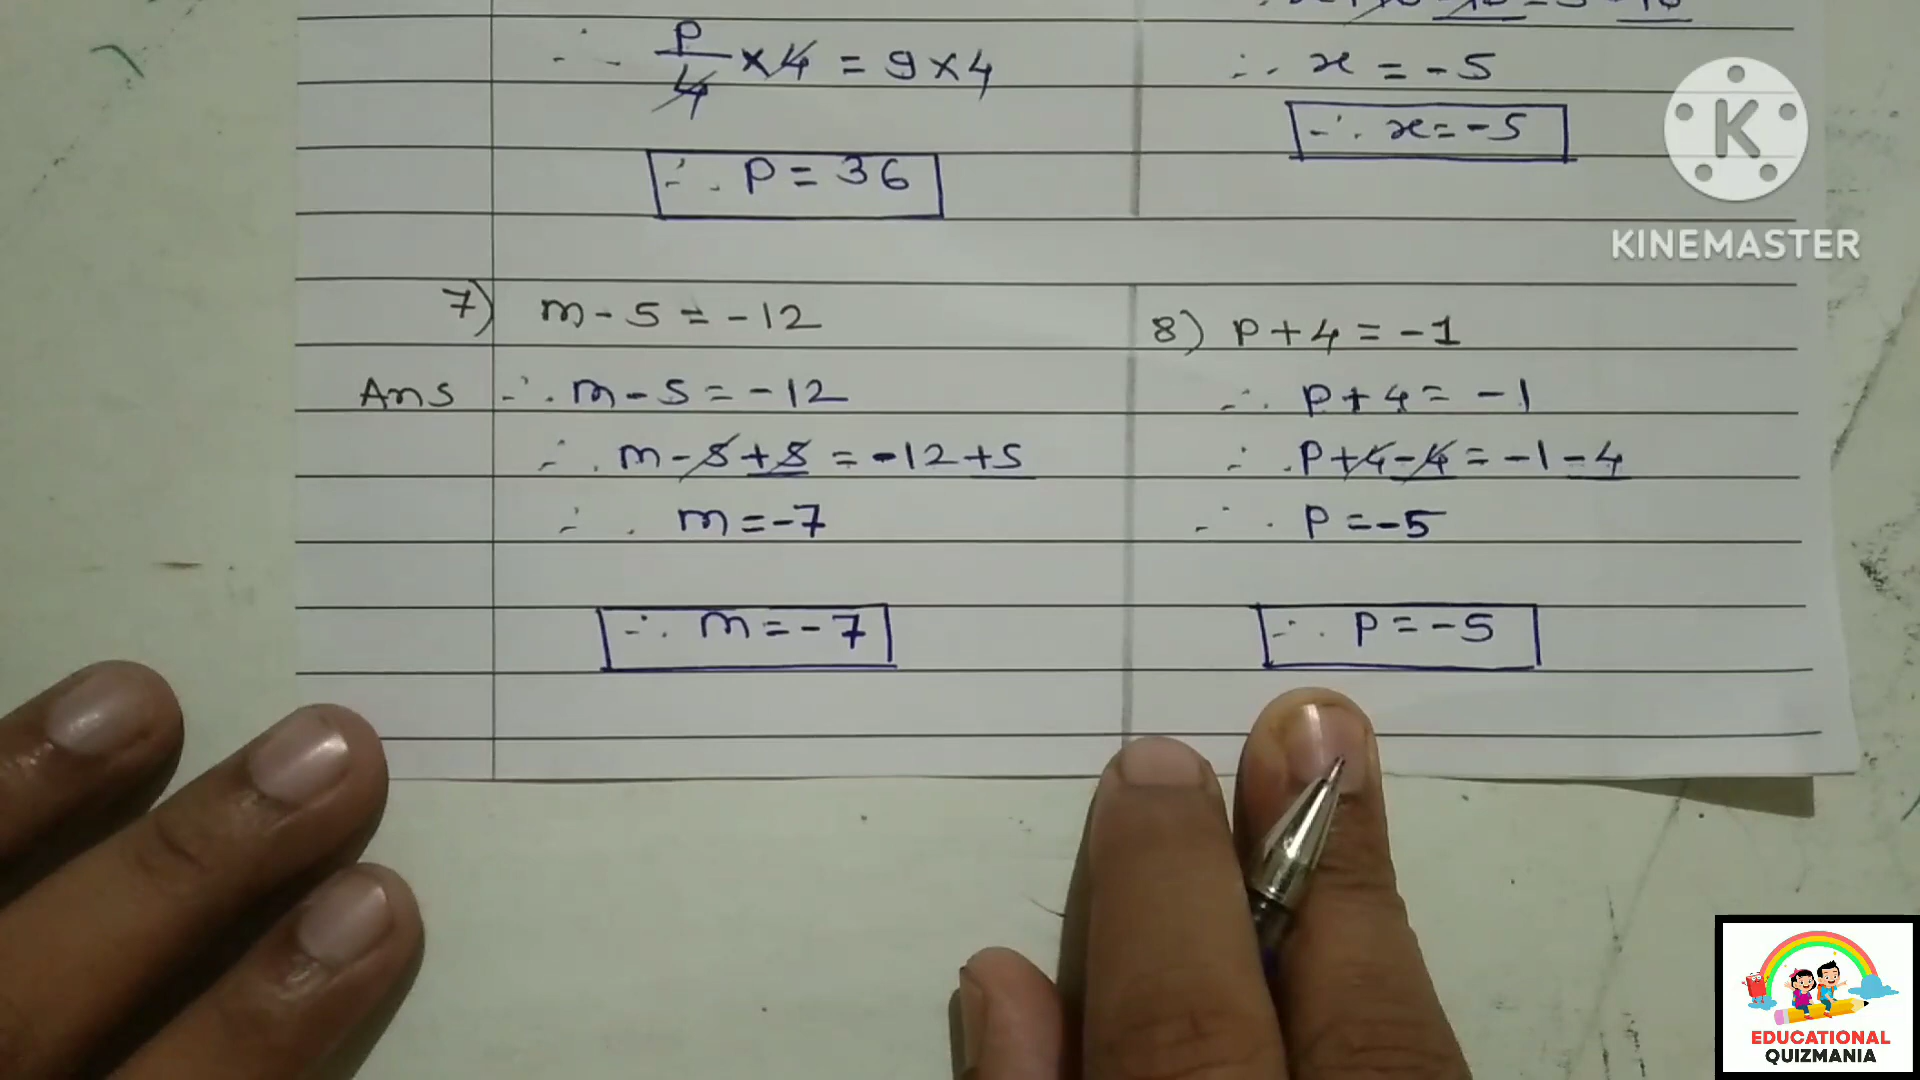 ∴ P/4 × 4 = 9 × 4
∴ P = 36
∴ x = -5
∴ x = -5
KINEMASTER
7) m - 5 = -12
Ans ∴ m - 5 = -12
∴ m - 5 + 5 = -12 + 5
∴ m = -7
∴ m = -7
8) P + 4 = -1
∴ P + 4 = -1
∴ P + 4 - 4 = -1 - 4
∴ P = -5
∴ P = -5
EDUCATIONAL
QUIZMANIA